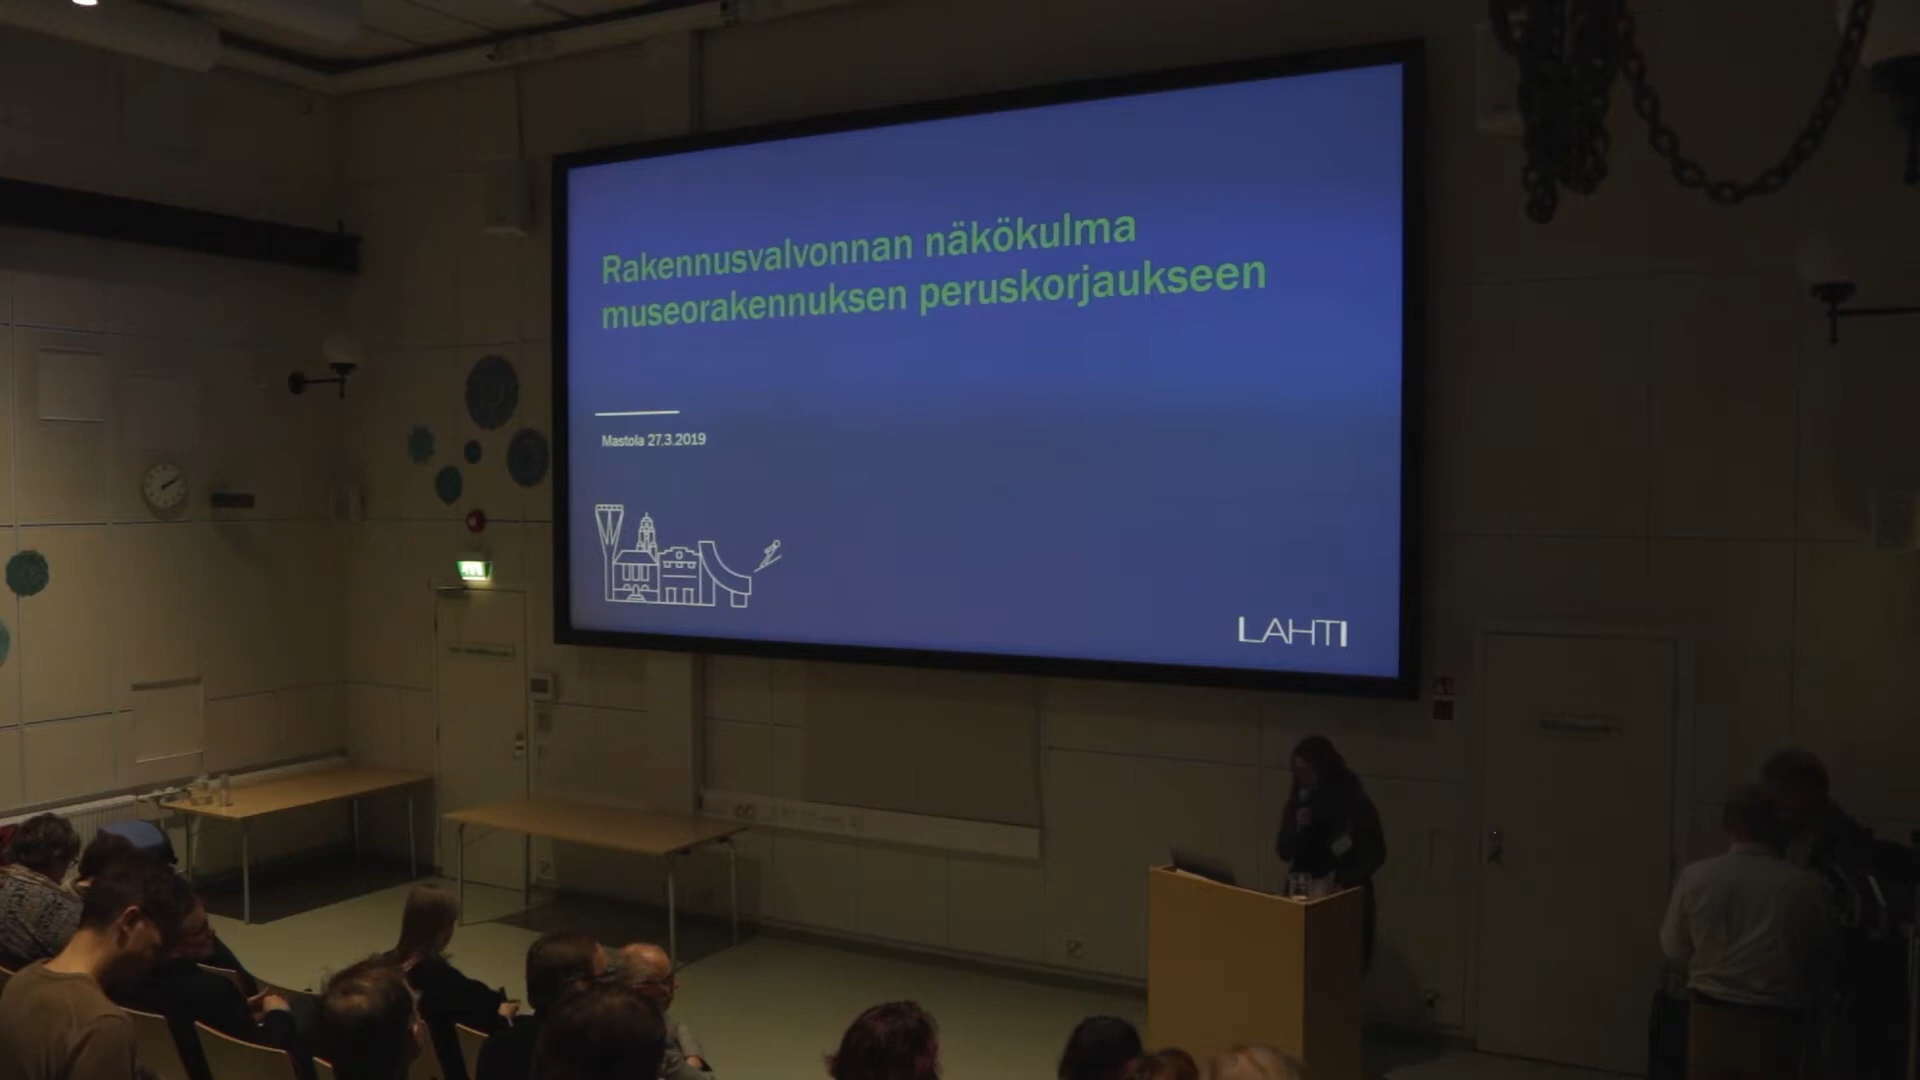 Rakennusvalvonnan näkökulma
museorakennuksen peruskorjaukseen
Mastola 27.3.2019
LAHTI